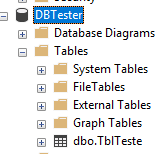 DBTester
Database Diagrams
Tables
System Tables
FileTables
External Tables
Graph Tables
dbo.TblTeste